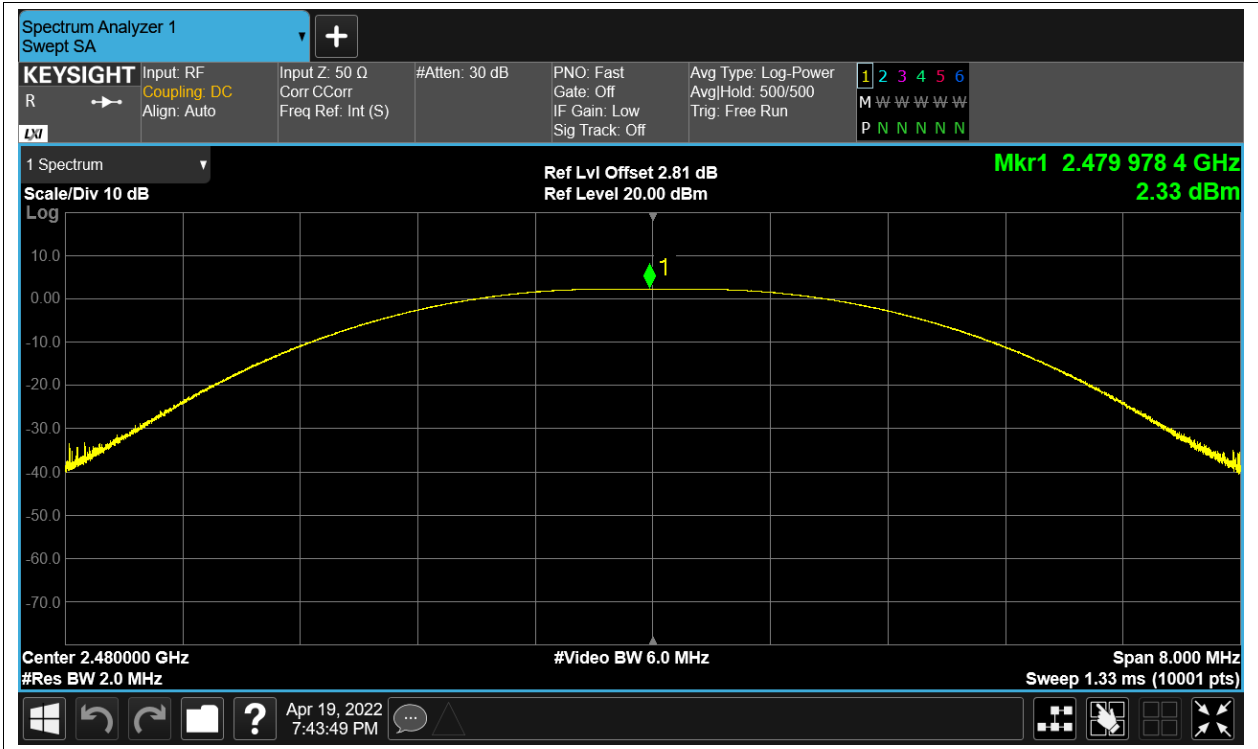 Spectrum Analyzer 1
Swept SA
KEYSIGHT
R
LXI
Input: RF
Coupling: DC
Align: Auto
Input Z: 50 Ω
Corr CCorr
Freq Ref: Int (S)
#Atten: 30 dB
PNO: Fast
Gate: Off
IF Gain: Low
Sig Track: Off
Avg Type: Log-Power
Avg|Hold: 500/500
Trig: Free Run
1 2 3 4 5 6
M W W W W W
P N N N N N
1 Spectrum
Scale/Div 10 dB
Log
Ref Lvl Offset 2.81 dB
Ref Level 20.00 dBm
Mkr1 2.479 978 4 GHz
2.33 dBm
1
10.0
0.00
-10.0
-20.0
-30.0
-40.0
-50.0
-60.0
-70.0
Center 2.480000 GHz
#Res BW 2.0 MHz
#Video BW 6.0 MHz
Span 8.000 MHz
Sweep 1.33 ms (10001 pts)
?
Apr 19, 2022
7:43:49 PM